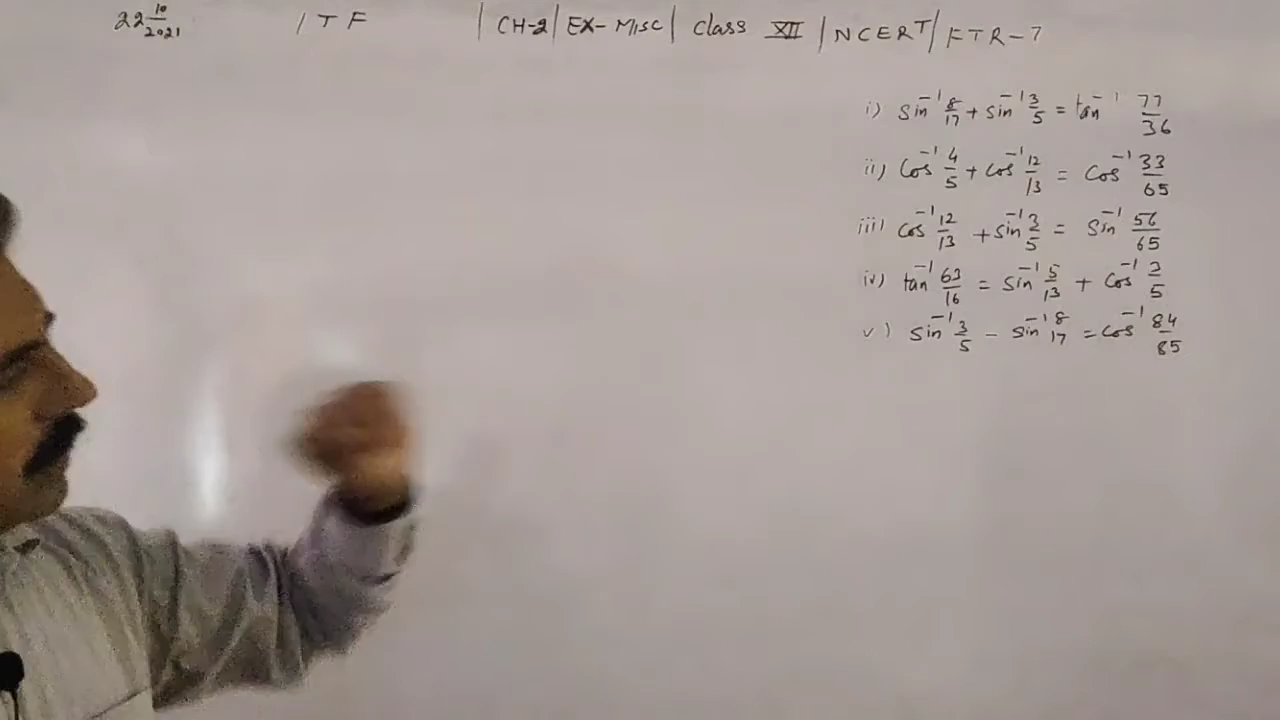 22 10/2021 / I T F | CH-2 | EX- MISC | Class XII | NCERT / FTR-7
i) sin⁻¹ 8/17 + sin⁻¹ 3/5 = tan⁻¹ 77/36
ii) Cos⁻¹ 4/5 + cos⁻¹ 12/13 = Cos⁻¹ 33/65
iii) Cos⁻¹ 12/13 + sin⁻¹ 3/5 = Sin⁻¹ 56/65
iv) tan⁻¹ 63/16 = Sin⁻¹ 5/13 + Cos⁻¹ 3/5
v) Sin⁻¹ 3/5 - Sin⁻¹ 8/17 = Cos⁻¹ 84/85